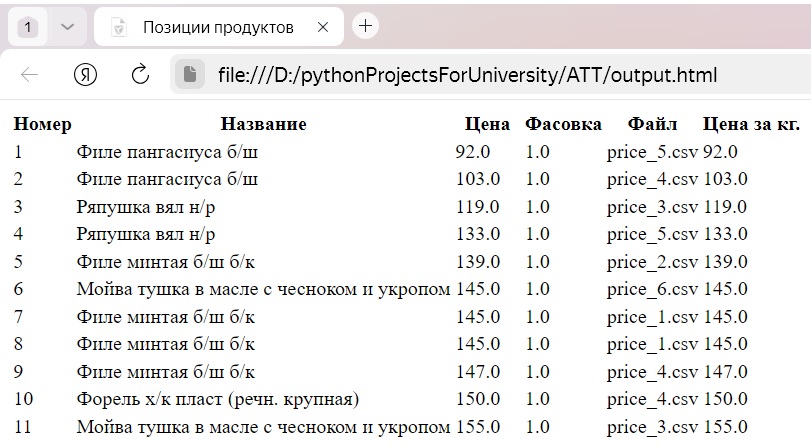 1 Позиции продуктов
Я file:///D:/pythonProjectsForUniversity/ATT/output.html
Номер Название Цена Фасовка Файл Цена за кг.
1 Филе пангасиуса б/ш 92.0 1.0 price_5.csv 92.0
2 Филе пангасиуса б/ш 103.0 1.0 price_4.csv 103.0
3 Ряпушка вял н/р 119.0 1.0 price_3.csv 119.0
4 Ряпушка вял н/р 133.0 1.0 price_5.csv 133.0
5 Филе минтая б/ш б/к 139.0 1.0 price_2.csv 139.0
6 Мойва тушка в масле с чесноком и укропом 145.0 1.0 price_6.csv 145.0
7 Филе минтая б/ш б/к 145.0 1.0 price_1.csv 145.0
8 Филе минтая б/ш б/к 145.0 1.0 price_1.csv 145.0
9 Филе минтая б/ш б/к 147.0 1.0 price_4.csv 147.0
10 Форель х/к пласт (речн. крупная) 150.0 1.0 price_4.csv 150.0
11 Мойва тушка в масле с чесноком и укропом 155.0 1.0 price_3.csv 155.0